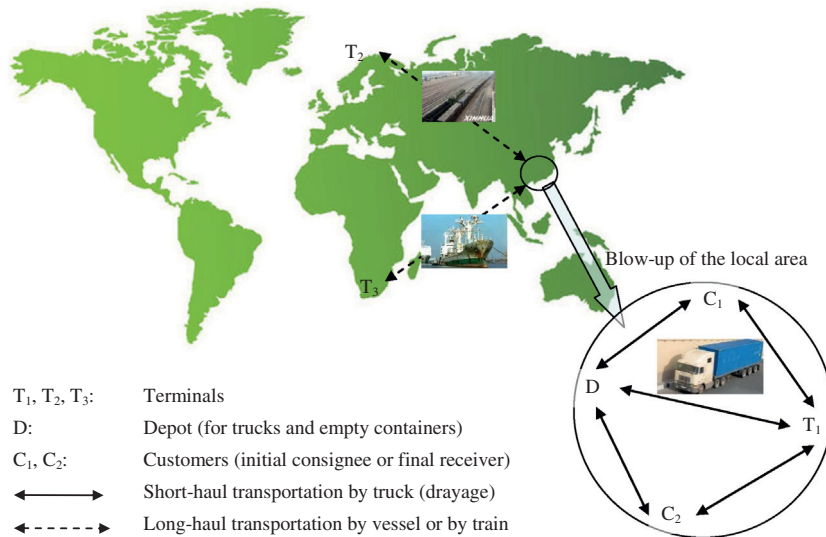 T2
XINHUA
T3
Blow-up of the local area
C1
D
T1
C2
T1, T2, T3: Terminals
D: Depot (for trucks and empty containers)
C1, C2: Customers (initial consignee or final receiver)
Short-haul transportation by truck (drayage)
Long-haul transportation by vessel or by train